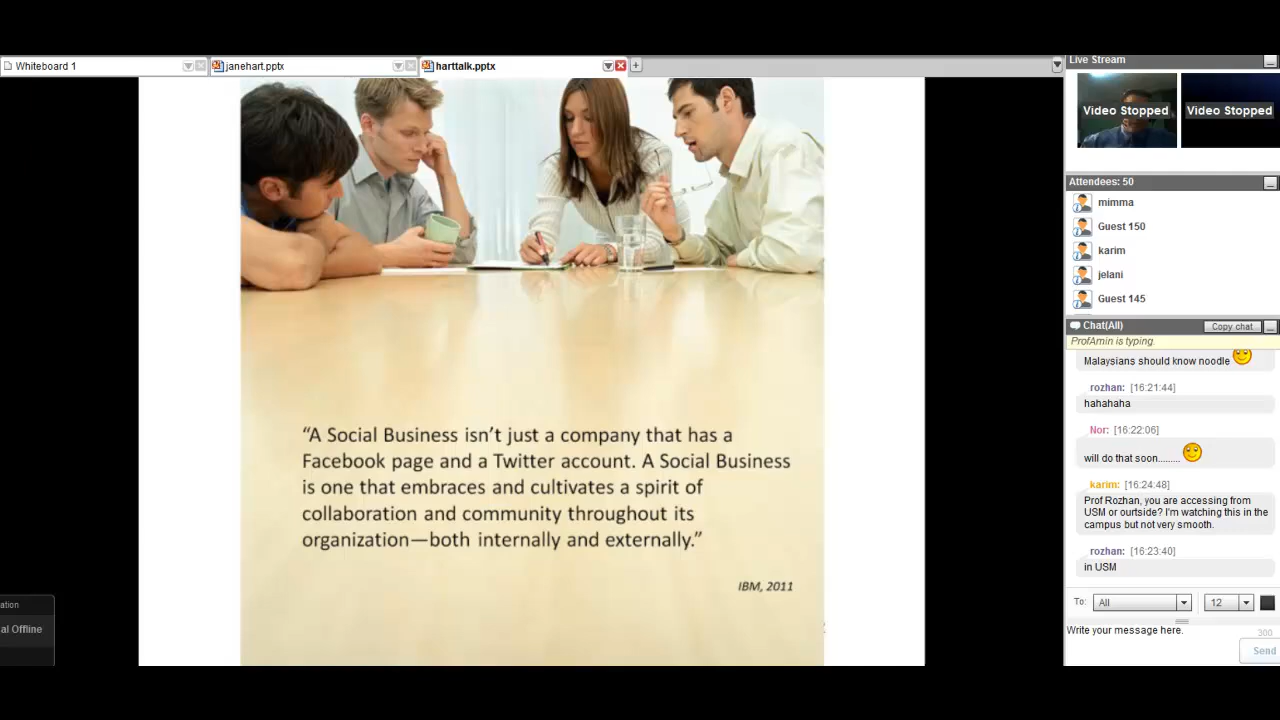 Whiteboard 1
janehart.pptx
harttalk.pptx
Live Stream
Video Stopped
Video Stopped
Attendees: 50
mimma
Guest 150
karim
jelani
Guest 145
Chat(All)
Copy chat
ProfAmin is typing.
Malaysians should know noodle
rozhan: [16:21:44]
hahahaha
Nor: [16:22:06]
will do that soon.........
karim: [16:24:48]
Prof Rozhan, you are accessing from
USM or ourtside? I'm watching this in the
campus but not very smooth.
rozhan: [16:23:40]
in USM
To: All 12
Write your message here.
300
Send
“A Social Business isn’t just a company that has a
Facebook page and a Twitter account. A Social Business
is one that embraces and cultivates a spirit of
collaboration and community throughout its
organization—both internally and externally.”
IBM, 2011
ation
al Offline